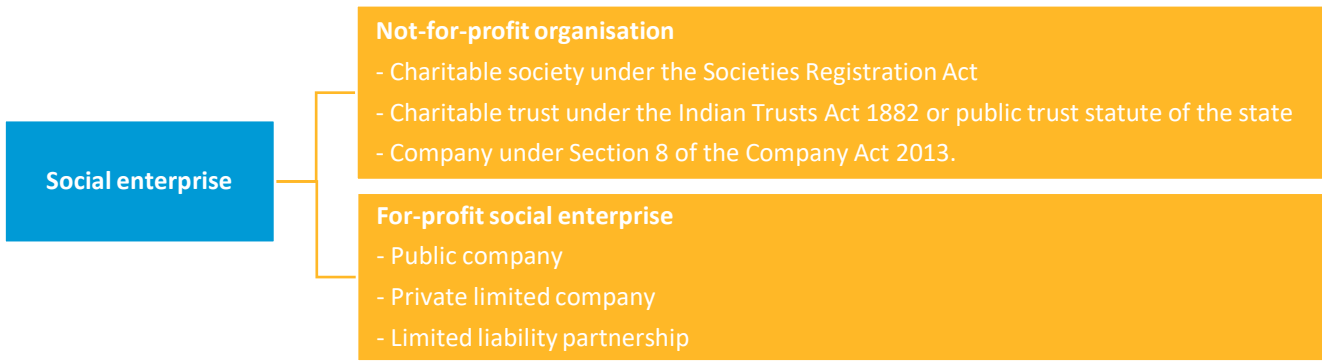 Social enterprise
Not-for-profit organisation
- Charitable society under the Societies Registration Act
- Charitable trust under the Indian Trusts Act 1882 or public trust statute of the state
- Company under Section 8 of the Company Act 2013.
For-profit social enterprise
- Public company
- Private limited company
- Limited liability partnership